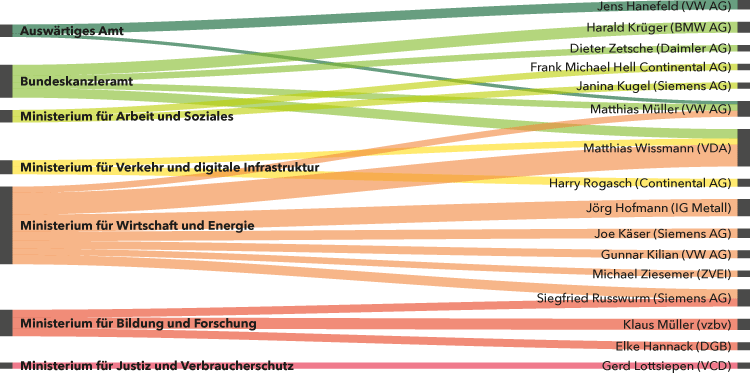 Jens Hanefeld (VW AG)
Auswärtiges Amt
Harald Krüger (BMW AG)
Dieter Zetsche (Daimler AG)
Frank Michael Hell Continental AG)
Bundeskanzleramt
Janina Kugel (Siemens AG)
Matthias Müller (VW AG)
Ministerium für Arbeit und Soziales
Matthias Wissmann (VDA)
Ministerium für Verkehr und digitale Infrastruktur
Harry Rogasch (Continental AG)
Jörg Hofmann (IG Metall)
Ministerium für Wirtschaft und Energie
Joe Käser (Siemens AG)
Gunnar Kilian (VW AG)
Michael Ziesemer (ZVEI)
Siegfried Russwurm (Siemens AG)
Ministerium für Bildung und Forschung
Klaus Müller (vzbv)
Elke Hannack (DGB)
Ministerium für Justiz und Verbraucherschutz
Gerd Lottsiepen (VCD)